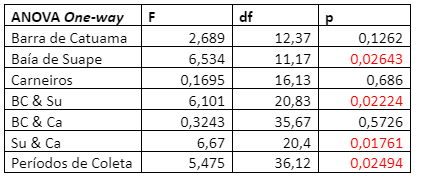 ANOVA One-way F df p
Barra de Catuama 2,689 12,37 0,1262
Baía de Suape 6,534 11,17 0,02643
Carneiros 0,1695 16,13 0,686
BC & Su 6,101 20,83 0,02224
BC & Ca 0,3243 35,67 0,5726
Su & Ca 6,67 20,4 0,01761
Períodos de Coleta 5,475 36,12 0,02494